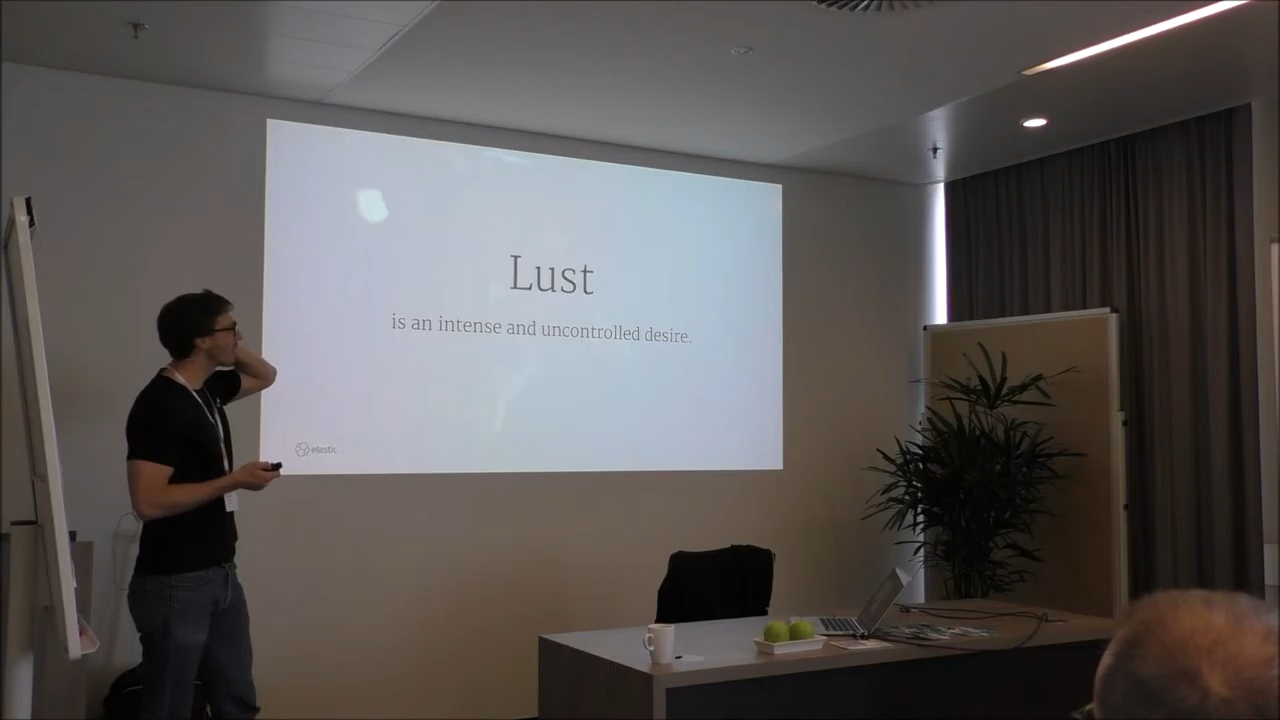 Lust
is an intense and uncontrolled desire.
elastic